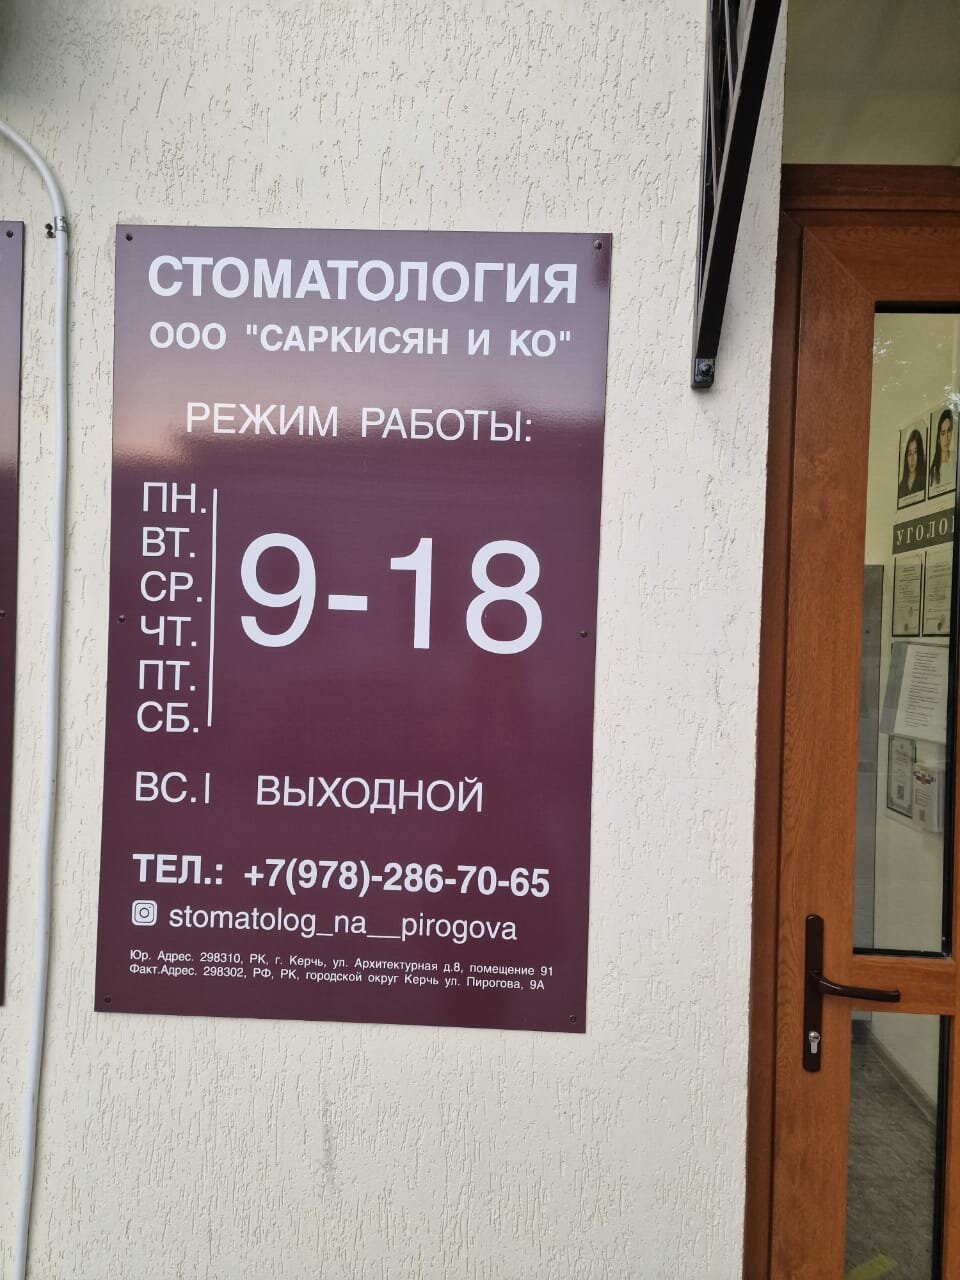 СТОМАТОЛОГИЯ
ООО "САРКИСЯН И КО"
РЕЖИМ РАБОТЫ:
ПН.
ВТ.
СР.
ЧТ.
ПТ.
СБ.
9-18
ВС. ВЫХОДНОЙ
ТЕЛ.: +7(978)-286-70-65
stomatolog_na__pirogova
Юр. Адрес. 298310, РК, г. Керчь, ул. Архитектурная д.8, помещение 91
Факт.Адрес. 298302, РФ, РК, городской округ Керчь ул. Пирогова, 9А
УГОЛО